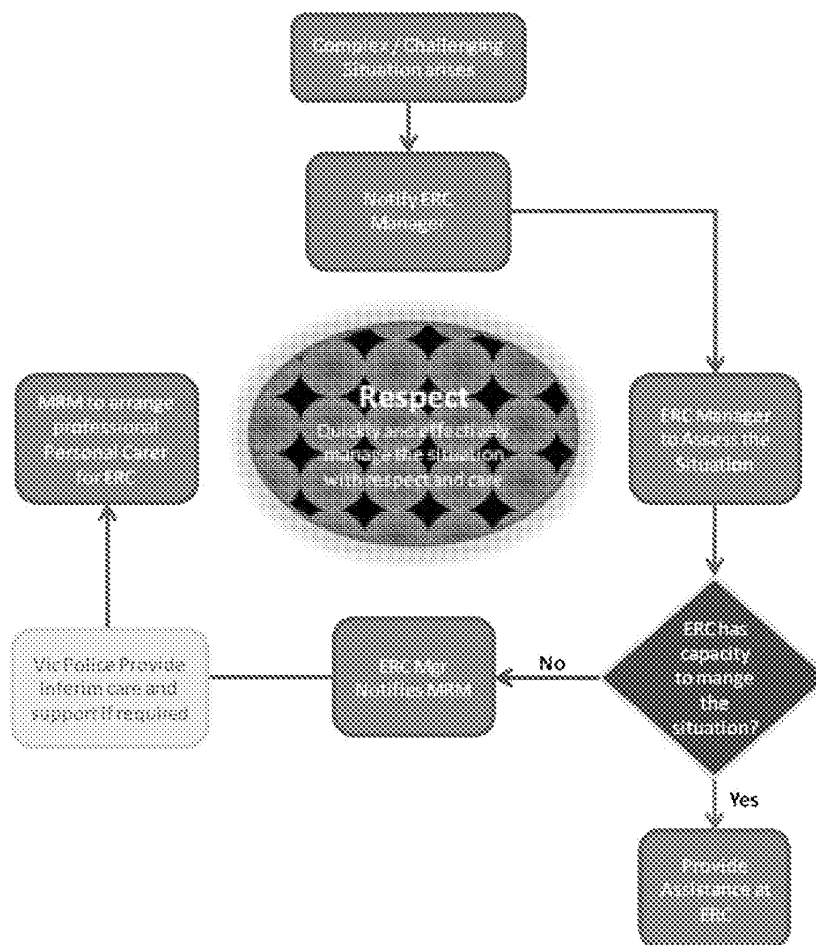 Complex / Challenging
situation arises
Notify ERC
Manager
Respect
Quickly and efficiently
manage the situation
with respect and care
MRM to arrange
professional
Personal Carer
for ERC
ERC Manager
to Assess the
Situation
ERC has
capacity
to mange
the
situation?
No
ERC Mgr
Notifies MRM
Vic Police Provide
interim care and
support if required
Yes
Provide
Assistance at
ERC